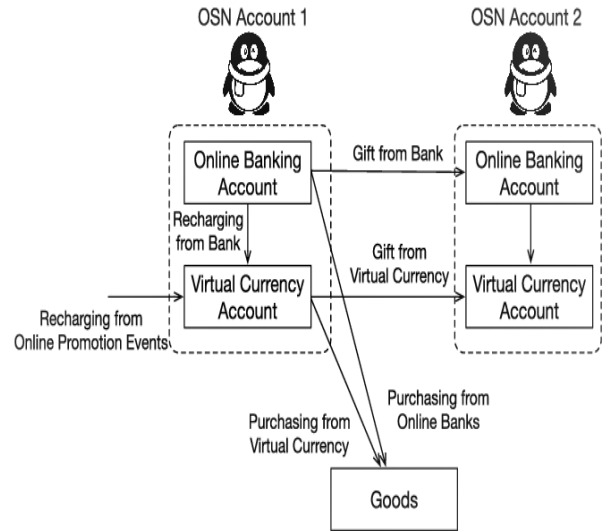 OSN Account 1
OSN Account 2
Online Banking
Account
Gift from Bank
Online Banking
Account
Recharging
from Bank
Gift from
Virtual Currency
Virtual Currency
Account
Virtual Currency
Account
Recharging from
Online Promotion Events
Purchasing from
Online Banks
Purchasing from
Virtual Currency
Goods